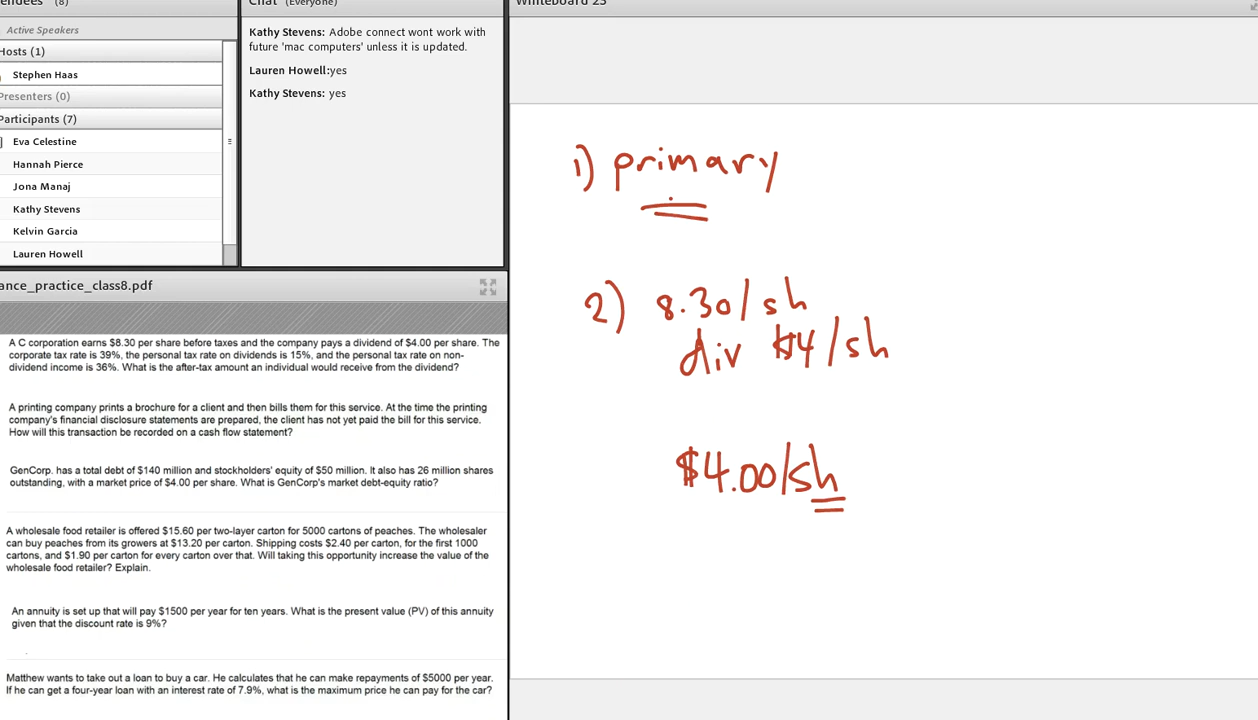 endees (8)
Active Speakers
Hosts (1)
Stephen Haas
Presenters (0)
Participants (7)
Eva Celestine
Hannah Pierce
Jona Manaj
Kathy Stevens
Kelvin Garcia
Lauren Howell
Chat (Everyone)
Kathy Stevens: Adobe connect wont work with
future 'mac computers' unless it is updated.
Lauren Howell:yes
Kathy Stevens: yes
ance_practice_class8.pdf
A C corporation earns $8.30 per share before taxes and the company pays a dividend of $4.00 per share. The
corporate tax rate is 39%, the personal tax rate on dividends is 15%, and the personal tax rate on non-
dividend income is 36%. What is the after-tax amount an individual would receive from the dividend?
A printing company prints a brochure for a client and then bills them for this service. At the time the printing
company's financial disclosure statements are prepared, the client has not yet paid the bill for this service.
How will this transaction be recorded on a cash flow statement?
GenCorp. has a total debt of $140 million and stockholders' equity of $50 million. It also has 26 million shares
outstanding, with a market price of $4.00 per share. What is GenCorp's market debt-equity ratio?
A wholesale food retailer is offered $15.60 per two-layer carton for 5000 cartons of peaches. The wholesaler
can buy peaches from its growers at $13.20 per carton. Shipping costs $2.40 per carton, for the first 1000
cartons, and $1.90 per carton for every carton over that. Will taking this opportunity increase the value of the
wholesale food retailer? Explain.
An annuity is set up that will pay $1500 per year for ten years. What is the present value (PV) of this annuity
given that the discount rate is 9%?
Matthew wants to take out a loan to buy a car. He calculates that he can make repayments of $5000 per year.
If he can get a four-year loan with an interest rate of 7.9%, what is the maximum price he can pay for the car?
Whiteboard 23
1) primary
2) 8.30/sh
div $4/sh
$4.00/sh